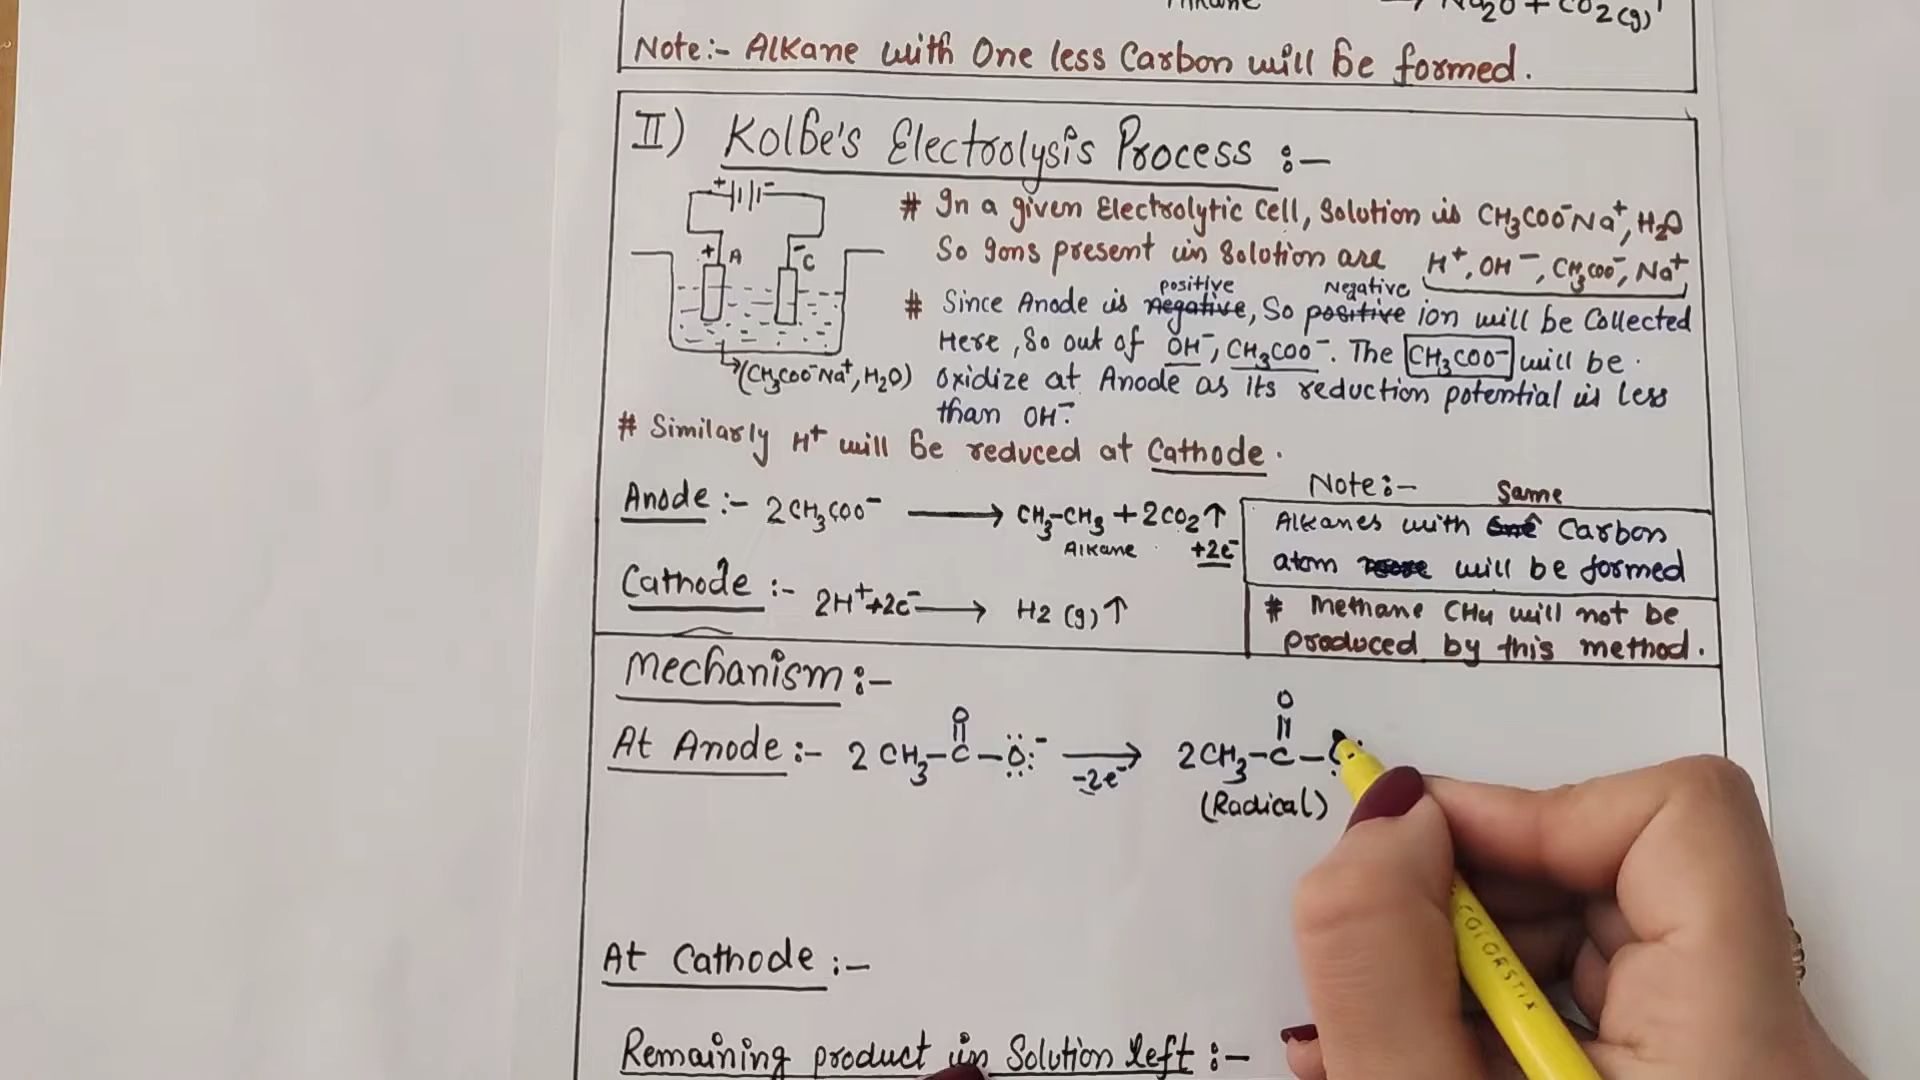 → Na2O + CO2(g)↑
Note:- Alkane with One less Carbon will be formed.
II) Kolbe's Electrolysis Process :-
+ -
+ A - C
(CH3COO⁻Na⁺, H2O)
# In a given Electrolytic Cell, Solution is CH3COO⁻Na⁺, H2O
So Ions present in Solution are H⁺, OH⁻, CH3COO⁻, Na⁺
positive Negative
# Since Anode is negative, So positive ion will be Collected
Here, So out of OH⁻, CH3COO⁻. The CH3COO⁻ will be
oxidize at Anode as its reduction potential is Less
than OH⁻.
# Similarly H⁺ will be reduced at Cathode.
Anode :- 2CH3COO⁻ → CH3-CH3 + 2CO2↑
Alkane +2e⁻
Cathode :- 2H⁺+2e⁻ → H2 (g)↑
Note:- Same
Alkanes with one Carbon
atom more will be formed
# Methane CH4 will not be
produced by this method.
Mechanism :-
O O
|| ||
At Anode :- 2 CH3-C-O⁻ → 2CH3-C-
-2e⁻
(Radical)
At Cathode :-
Remaining product in Solution left :-
COLORSTIX